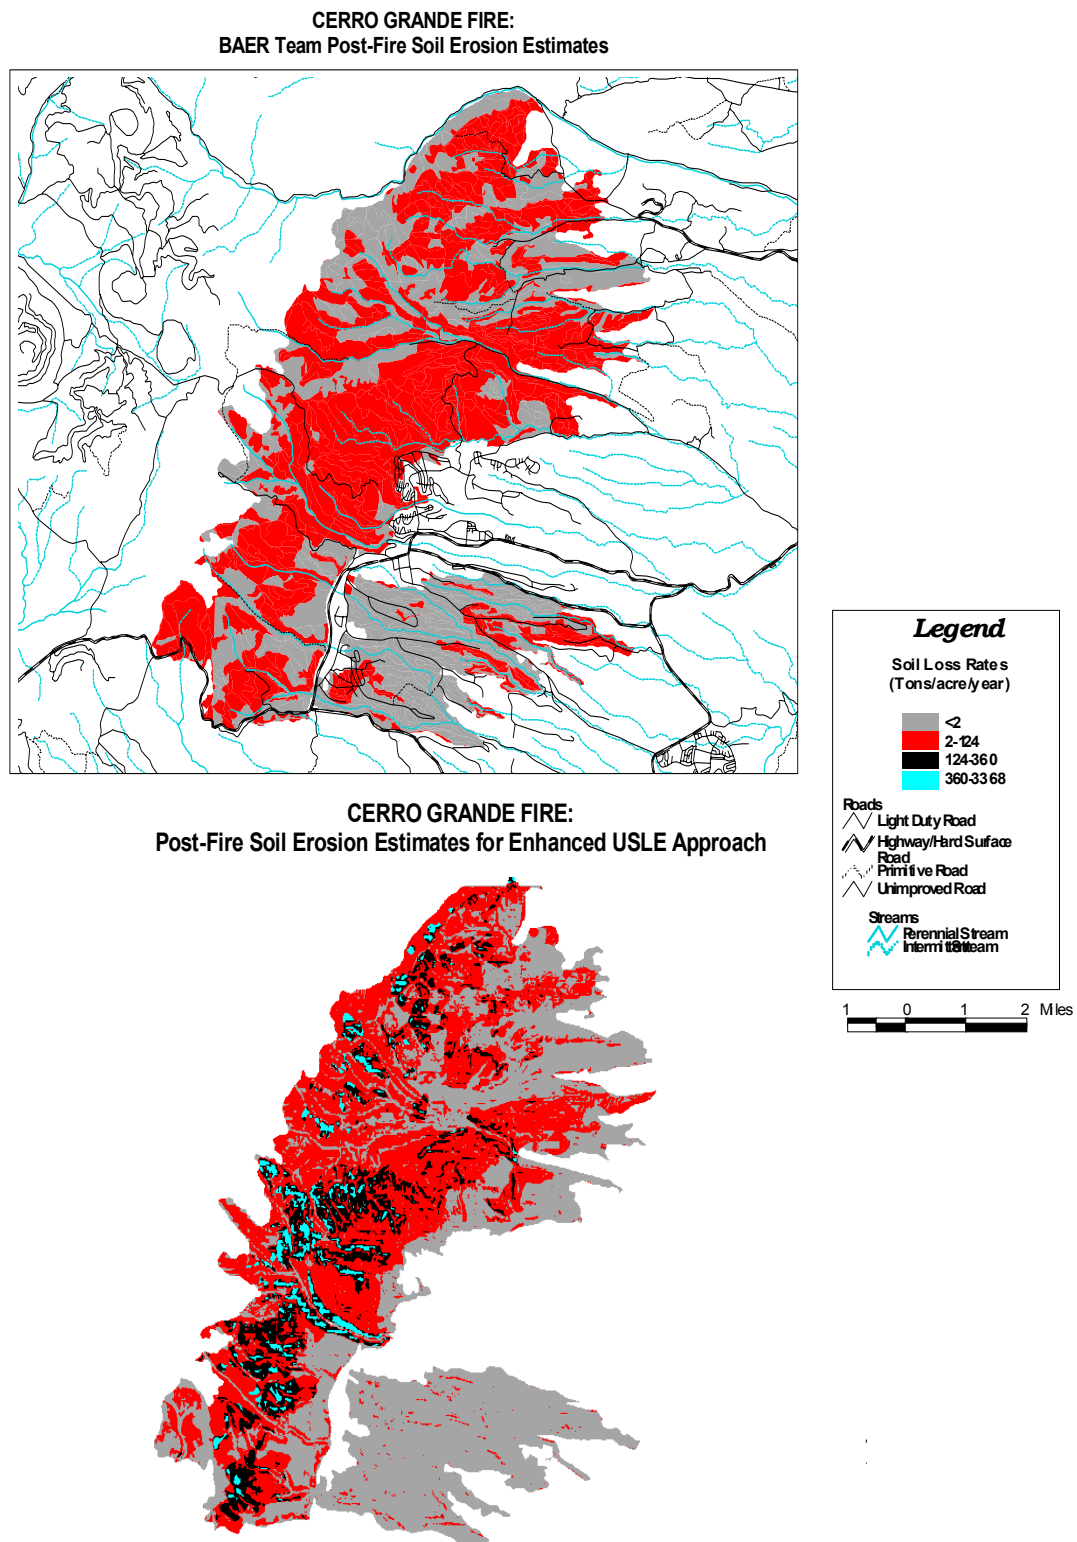 CERRO GRANDE FIRE:
BAER Team Post-Fire Soil Erosion Estimates
Legend
Soil Loss Rates
(Tons/acre/year)
<2
2-124
124-360
360-3368
Roads
Light Duty Road
Highway/Hard Surface
Road
Primitive Road
Unimproved Road
Streams
Perennial Stream
1 0 1 2 Miles
CERRO GRANDE FIRE:
Post-Fire Soil Erosion Estimates for Enhanced USLE Approach